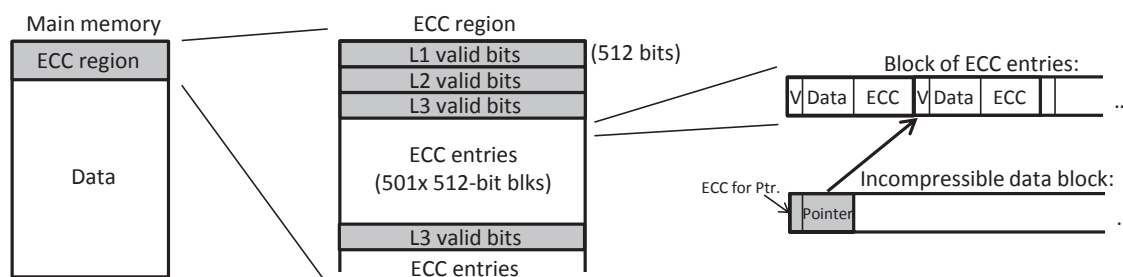 Main memory
ECC region
Data
ECC region
L1 valid bits
(512 bits)
L2 valid bits
L3 valid bits
ECC entries
(501x 512-bit blks)
L3 valid bits
ECC entries
Block of ECC entries:
V Data ECC V Data ECC ..
Incompressible data block:
ECC for Ptr.
Pointer .